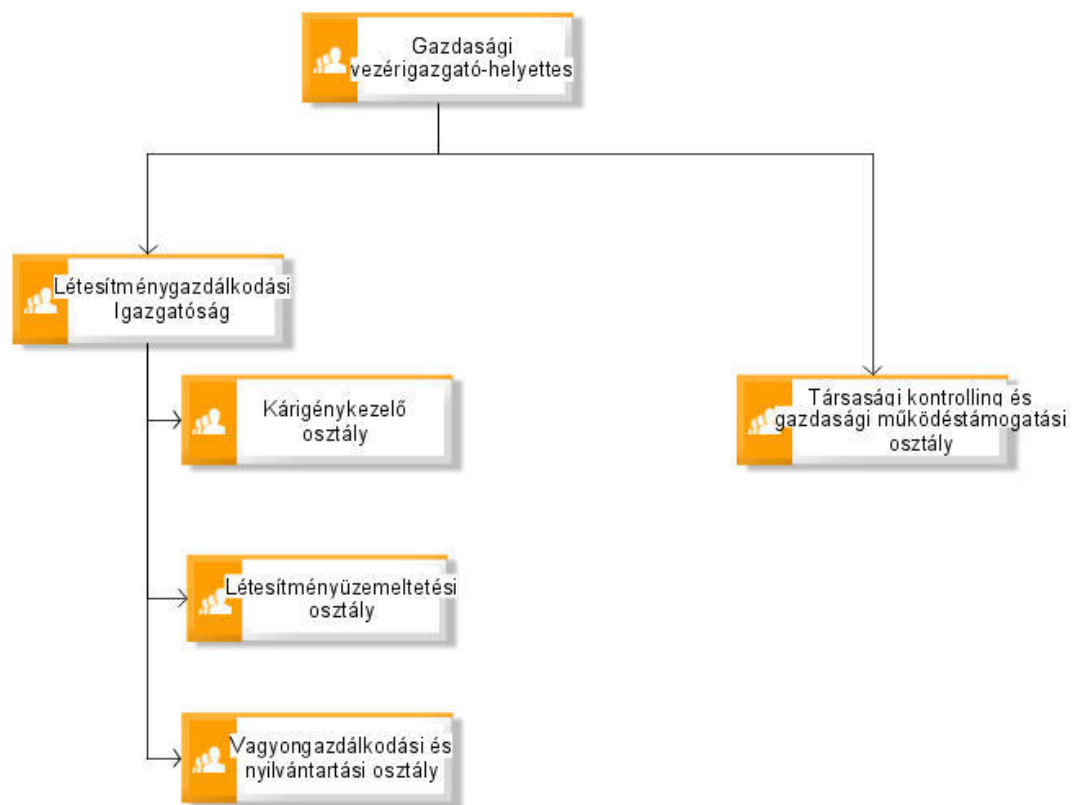 Gazdasági
vezérigazgató-helyettes
Létesítménygazdálkodási
Igazgatóság
Kárigénykezelő
osztály
Társasági kontrolling és
gazdasági működéstámogatási
osztály
Létesítményüzemeltetési
osztály
Vagyongazdálkodási és
nyilvántartási osztály